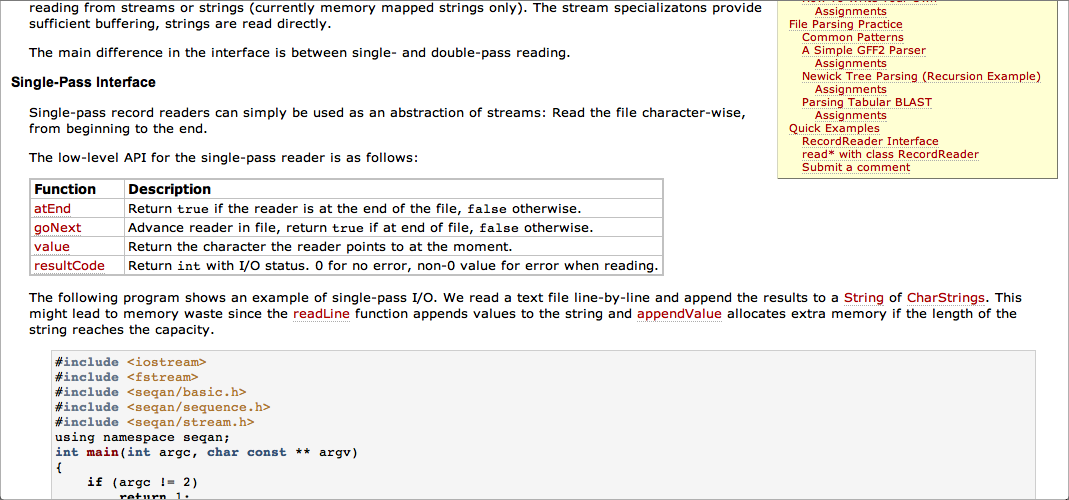 reading from streams or strings (currently memory mapped strings only). The stream specializatons provide
sufficient buffering, strings are read directly.
The main difference in the interface is between single- and double-pass reading.
Single-Pass Interface
Single-pass record readers can simply be used as an abstraction of streams: Read the file character-wise,
from beginning to the end.
The low-level API for the single-pass reader is as follows:
Function Description
atEnd Return true if the reader is at the end of the file, false otherwise.
goNext Advance reader in file, return true if at end of file, false otherwise.
value Return the character the reader points to at the moment.
resultCode Return int with I/O status. 0 for no error, non-0 value for error when reading.
The following program shows an example of single-pass I/O. We read a text file line-by-line and append the results to a String of CharStrings. This
might lead to memory waste since the readLine function appends values to the string and appendValue allocates extra memory if the length of the
string reaches the capacity.
#include <iostream>
#include <fstream>
#include <seqan/basic.h>
#include <seqan/sequence.h>
#include <seqan/stream.h>
using namespace seqan;
int main(int argc, char const ** argv)
{
if (argc != 2)
return 1;
Assignments
File Parsing Practice
Common Patterns
A Simple GFF2 Parser
Assignments
Newick Tree Parsing (Recursion Example)
Assignments
Parsing Tabular BLAST
Assignments
Quick Examples
RecordReader Interface
read* with class RecordReader
Submit a comment